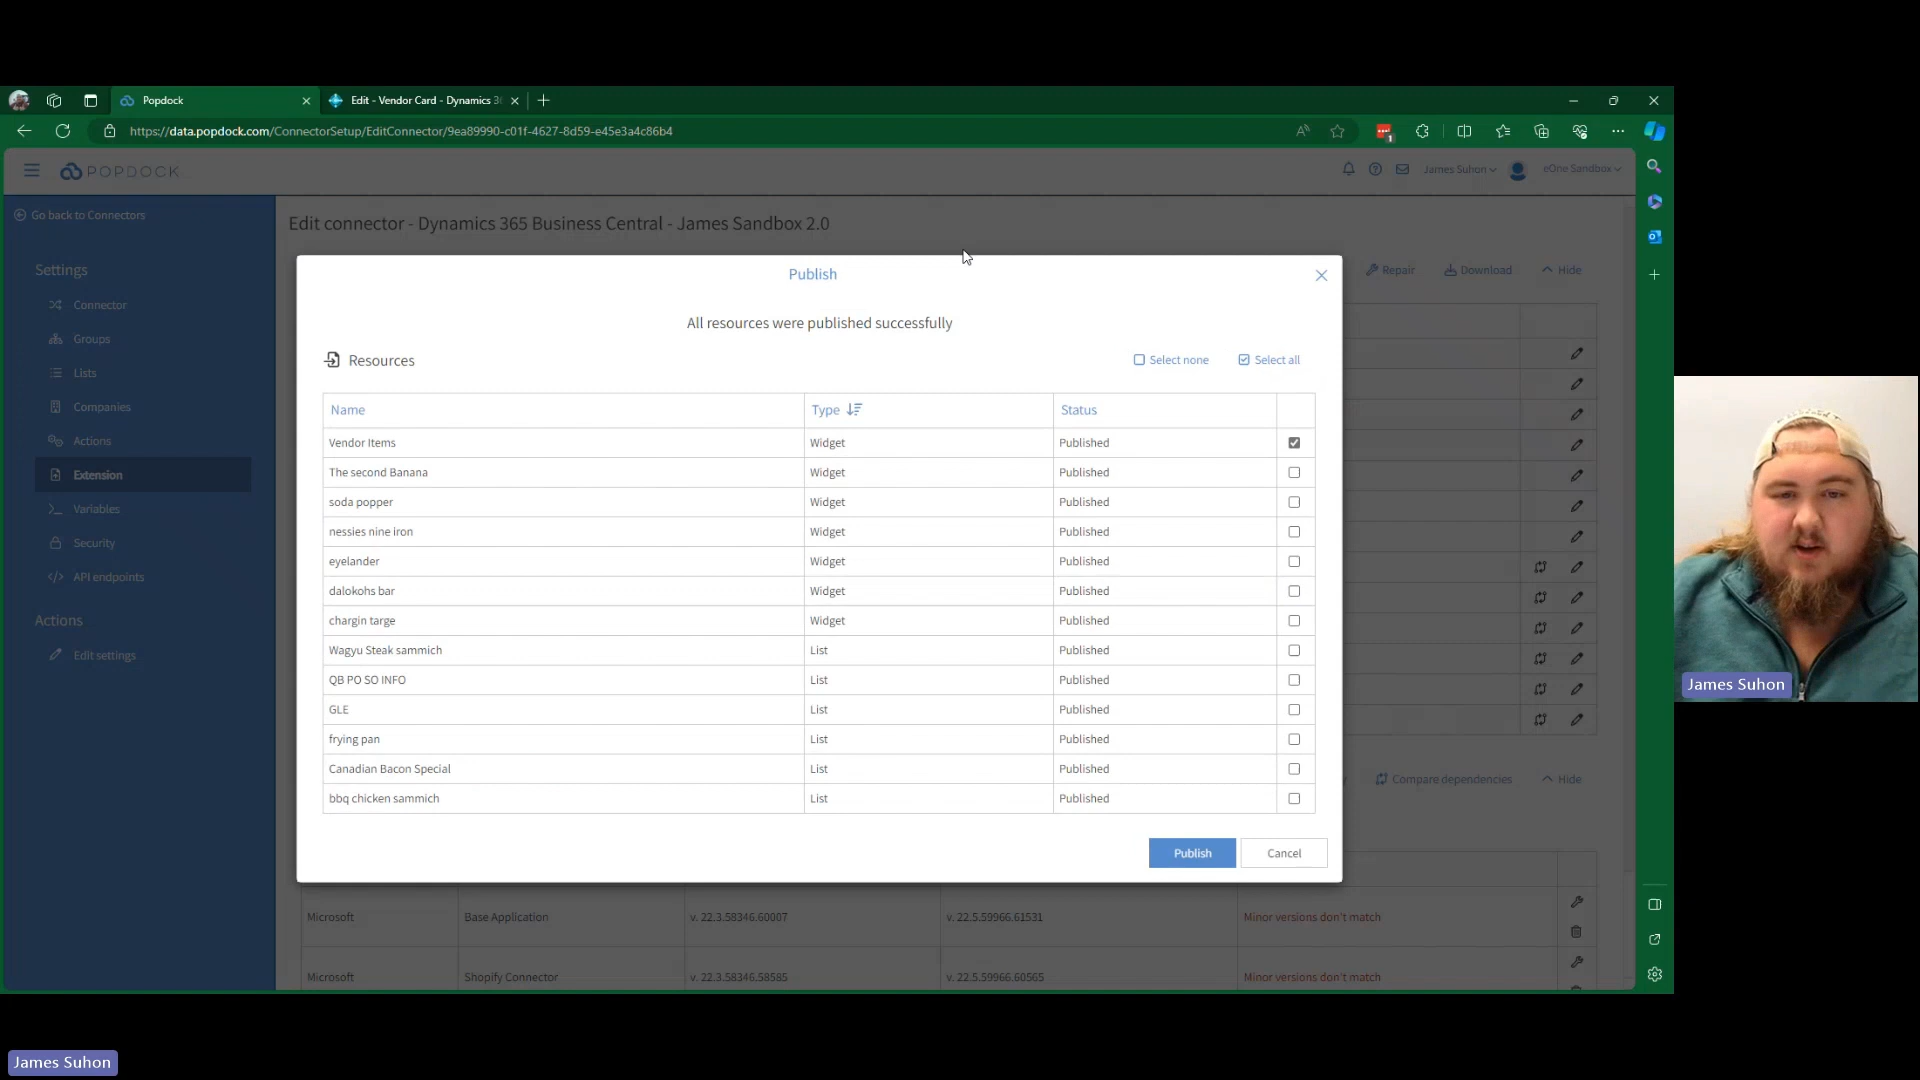 Popdock
Edit - Vendor Card - Dynamics 3
https://data.popdock.com/ConnectorSetup/EditConnector/9ea89990-c01f-4627-8d59-e45e3a4c86b4
1
POPDOCK
James Suhon
eOne Sandbox
Go back to Connectors
Edit connector - Dynamics 365 Business Central - James Sandbox 2.0
Settings
Connector
Groups
Lists
Companies
Actions
Extension
Variables
Security
API endpoints
Actions
Edit settings
Repair
Download
Hide
Publish
All resources were published successfully
Resources
Select none
Select all
Name Type Status
Vendor Items Widget Published
The second Banana Widget Published
soda popper Widget Published
nessies nine iron Widget Published
eyelander Widget Published
dalokohs bar Widget Published
chargin targe Widget Published
Wagyu Steak sammich List Published
QB PO SO INFO List Published
GLE List Published
frying pan List Published
Canadian Bacon Special List Published
bbq chicken sammich List Published
Publish
Cancel
Compare dependencies
Hide
Microsoft Base Application v. 22.3.58346.60007 v. 22.5.59966.61531 Minor versions don't match
Microsoft Shopify Connector v. 22.3.58346.58585 v. 22.5.59966.60565 Minor versions don't match
James Suhon
James Suhon